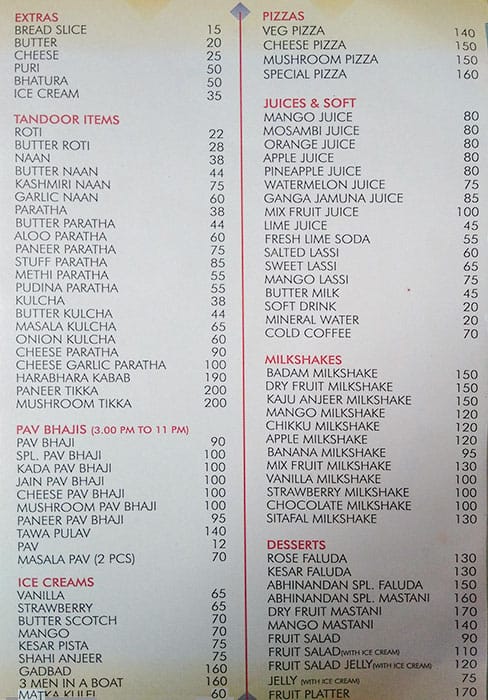 EXTRAS
BREAD SLICE 15
BUTTER 20
CHEESE 25
PURI 50
BHATURA 50
ICE CREAM 35
TANDOOR ITEMS
ROTI 22
BUTTER ROTI 28
NAAN 38
BUTTER NAAN 44
KASHMIRI NAAN 75
GARLIC NAAN 60
PARATHA 38
BUTTER PARATHA 44
ALOO PARATHA 60
PANEER PARATHA 75
STUFF PARATHA 85
METHI PARATHA 55
PUDINA PARATHA 55
KULCHA 38
BUTTER KULCHA 44
MASALA KULCHA 65
ONION KULCHA 60
CHEESE PARATHA 90
CHEESE GARLIC PARATHA 100
HARABHARA KABAB 190
PANEER TIKKA 200
MUSHROOM TIKKA 200
PAV BHAJIS (3.00 PM TO 11 PM)
PAV BHAJI 90
SPL. PAV BHAJI 100
KADA PAV BHAJI 100
JAIN PAV BHAJI 100
CHEESE PAV BHAJI 100
MUSHROOM PAV BHAJI 100
PANEER PAV BHAJI 95
TAWA PULAV 140
PAV 12
MASALA PAV (2 PCS) 70
ICE CREAMS
VANILLA 65
STRAWBERRY 65
BUTTER SCOTCH 70
MANGO 70
KESAR PISTA 75
SHAHI ANJEER 75
GADBAD 160
3 MEN IN A BOAT 160
MATKA KULFI 60
PIZZAS
VEG PIZZA 140
CHEESE PIZZA 150
MUSHROOM PIZZA 150
SPECIAL PIZZA 160
JUICES & SOFT
MANGO JUICE 80
MOSAMBI JUICE 80
ORANGE JUICE 80
APPLE JUICE 80
PINEAPPLE JUICE 80
WATERMELON JUICE 75
GANGA JAMUNA JUICE 85
MIX FRUIT JUICE 100
LIME JUICE 45
FRESH LIME SODA 55
SALTED LASSI 60
SWEET LASSI 65
MANGO LASSI 75
BUTTER MILK 45
SOFT DRINK 20
MINERAL WATER 20
COLD COFFEE 70
MILKSHAKES
BADAM MILKSHAKE 150
DRY FRUIT MILKSHAKE 150
KAJU ANJEER MILKSHAKE 150
MANGO MILKSHAKE 120
CHIKKU MILKSHAKE 120
APPLE MILKSHAKE 120
BANANA MILKSHAKE 95
MIX FRUIT MILKSHAKE 130
VANILLA MILKSHAKE 100
STRAWBERRY MILKSHAKE 100
CHOCOLATE MILKSHAKE 100
SITAFAL MILKSHAKE 130
DESSERTS
ROSE FALUDA 130
KESAR FALUDA 130
ABHINANDAN SPL. FALUDA 150
ABHINANDAN SPL. MASTANI 160
DRY FRUIT MASTANI 170
MANGO MASTANI 140
FRUIT SALAD 90
FRUIT SALAD (WITH ICE CREAM) 110
FRUIT SALAD JELLY (WITH ICE CREAM) 120
JELLY (WITH ICE CREAM) 75
FRUIT PLATTER 170